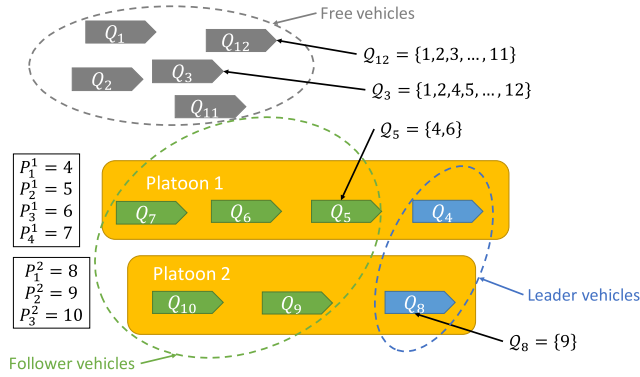 Free vehicles
Q₁
Q₁₂
𝒬₁₂ = {1,2,3, … , 11}
Q₂
Q₃
𝒬₃ = {1,2,4,5, … , 12}
Q₁₁
𝒬₅ = {4,6}
P₁¹ = 4
P₂¹ = 5
P₃¹ = 6
P₄¹ = 7
Platoon 1
Q₇ Q₆ Q₅ Q₄
P₁² = 8
P₂² = 9
P₃² = 10
Platoon 2
Q₁₀ Q₉ Q₈
Leader vehicles
𝒬₈ = {9}
Follower vehicles